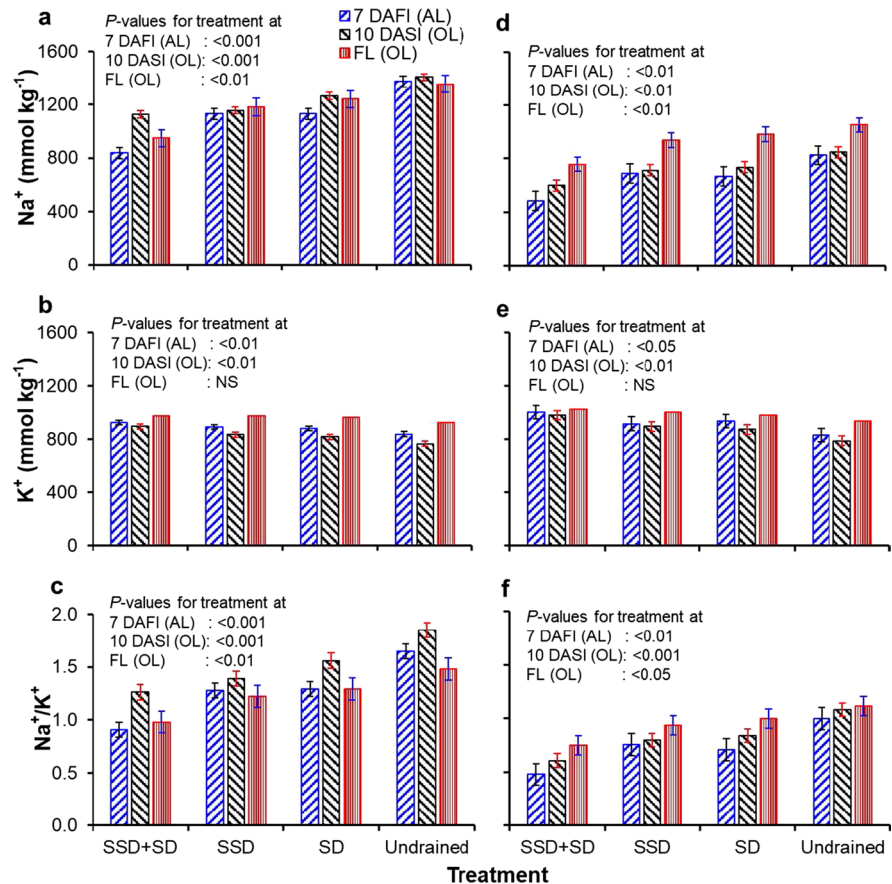 a
P-values for treatment at
7 DAFI (AL) : <0.001
10 DASI (OL) : <0.001
FL (OL) : <0.01
7 DAFI (AL)
10 DASI (OL)
FL (OL)
1600
1200
800
400
0
Na⁺ (mmol kg⁻¹)
d
P-values for treatment at
7 DAFI (AL) : <0.01
10 DASI (OL) : <0.01
FL (OL) : <0.01
b
P-values for treatment at
7 DAFI (AL) : <0.01
10 DASI (OL): <0.01
FL (OL) : NS
1600
1200
800
400
0
K⁺ (mmol kg⁻¹)
e
P-values for treatment at
7 DAFI (AL) : <0.05
10 DASI (OL): <0.01
FL (OL) : NS
c
P-values for treatment at
7 DAFI (AL) : <0.001
10 DASI (OL) : <0.001
FL (OL) : <0.01
2.0
1.5
1.0
0.5
0.0
Na⁺/K⁺
SSD+SD SSD SD Undrained
f
P-values for treatment at
7 DAFI (AL) : <0.01
10 DASI (OL): <0.001
FL (OL) : <0.05
SSD+SD SSD SD Undrained
Treatment